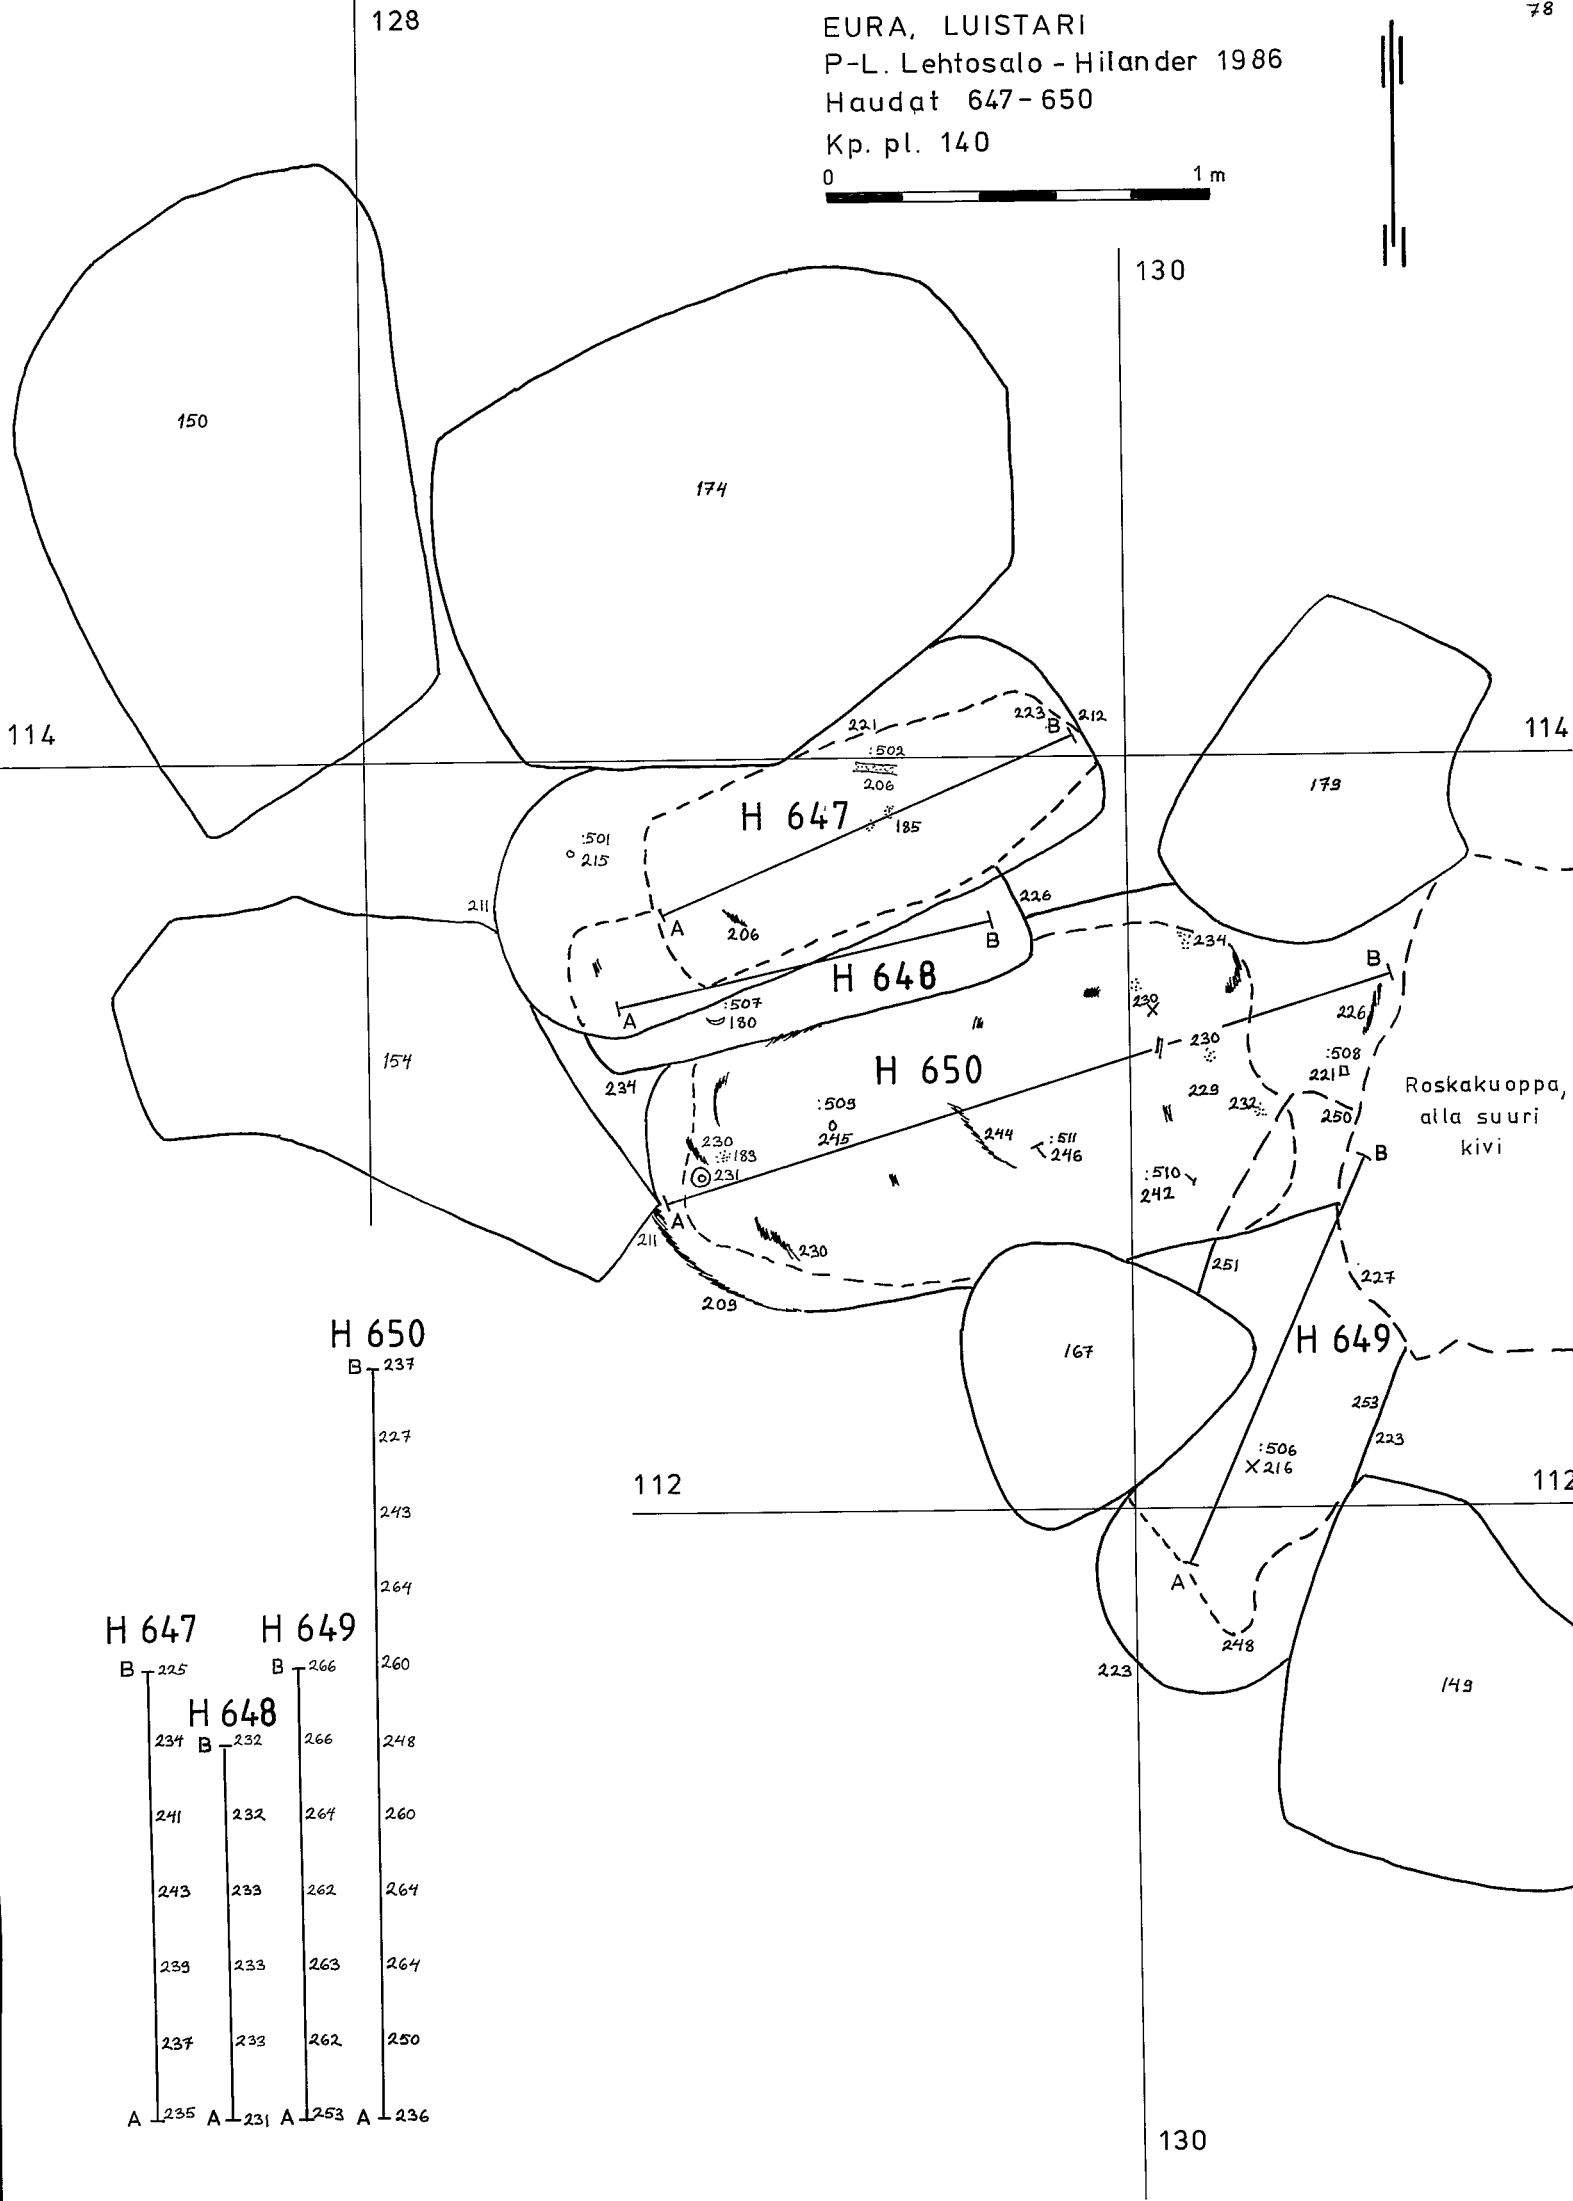 78
128
EURA, LUISTARI
P-L. Lehtosalo - Hilander 1986
Haudat 647-650
Kp. pl. 140
0 1 m
130
150
174
114
114
221
223
B
212
:502
206
179
H 647
185
:501
215
211
226
A
206
B
234
B
H 648
:507
180
A
230
X
226
154
230
:508
221
H 650
234
229
232
250
Roskakuoppa,
alla suuri
kivi
:509
245
244
:511
246
230
183
231
B
:510
242
A
211
230
251
227
209
H 650
B 237
167
H 649
227
253
223
:506
X 216
243
112
112
264
A
H 647
H 649
248
B 225
B 266
260
223
149
H 648
234
B 232
266
248
241
232
264
260
243
233
262
264
239
233
263
264
237
233
262
250
A 235
A 231
A 253
A 236
130